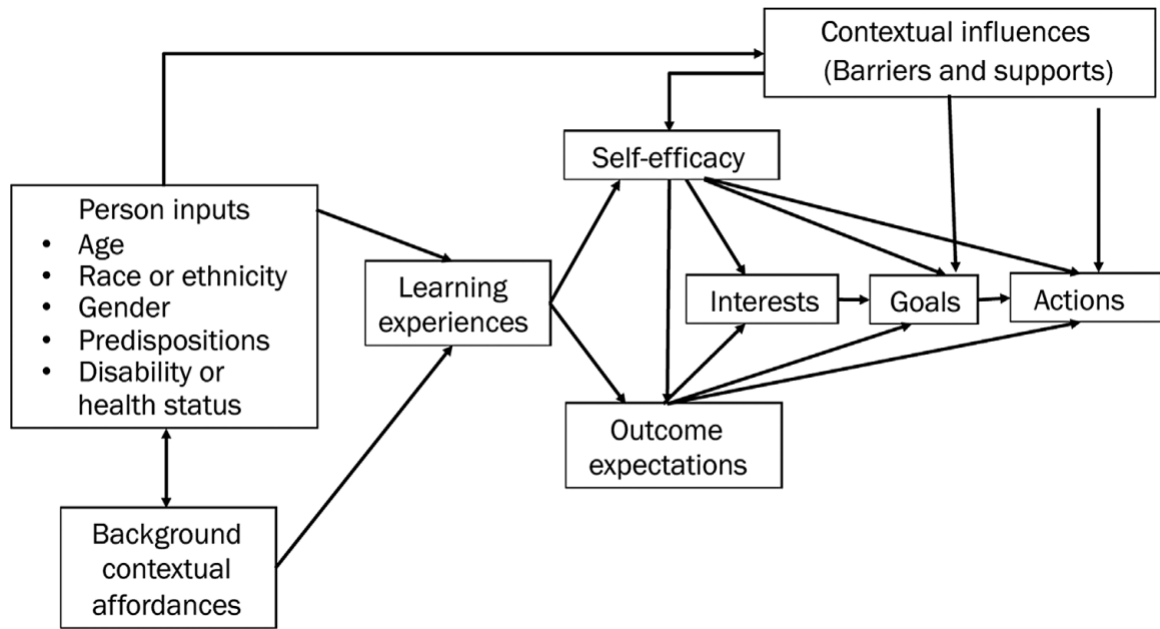 Contextual influences
(Barriers and supports)
Self-efficacy
Person inputs
• Age
• Race or ethnicity
• Gender
• Predispositions
• Disability or
health status
Learning
experiences
Interests
Goals
Actions
Outcome
expectations
Background
contextual
affordances